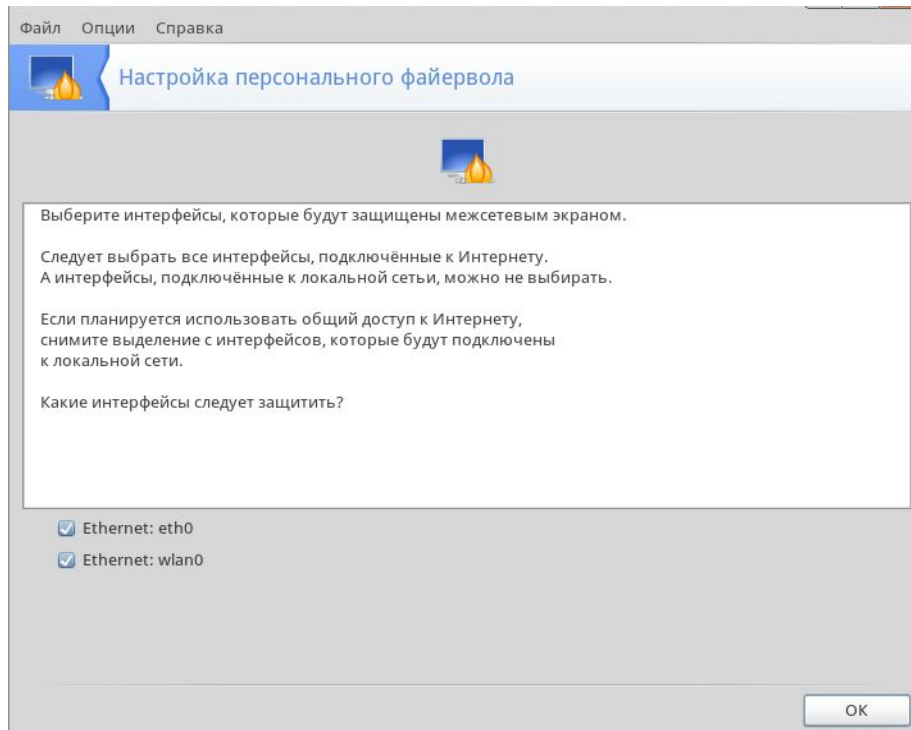 Файл Опции Справка
Настройка персонального файервола
Выберите интерфейсы, которые будут защищены межсетевым экраном.
Следует выбрать все интерфейсы, подключённые к Интернету.
А интерфейсы, подключённые к локальной сетьи, можно не выбирать.
Если планируется использовать общий доступ к Интернету,
снимите выделение с интерфейсов, которые будут подключены
к локальной сети.
Какие интерфейсы следует защитить?
Ethernet: eth0
Ethernet: wlan0
ОК